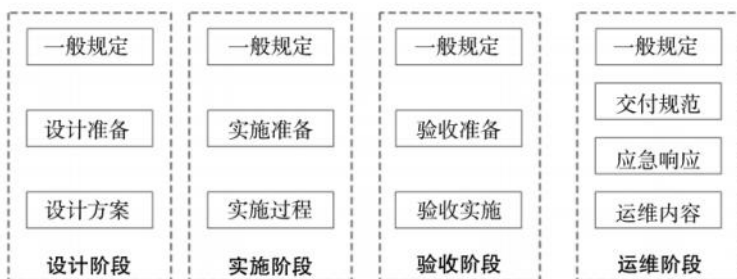 一般规定
设计准备
设计方案
设计阶段
一般规定
实施准备
实施过程
实施阶段
一般规定
验收准备
验收实施
验收阶段
一般规定
交付规范
应急响应
运维内容
运维阶段